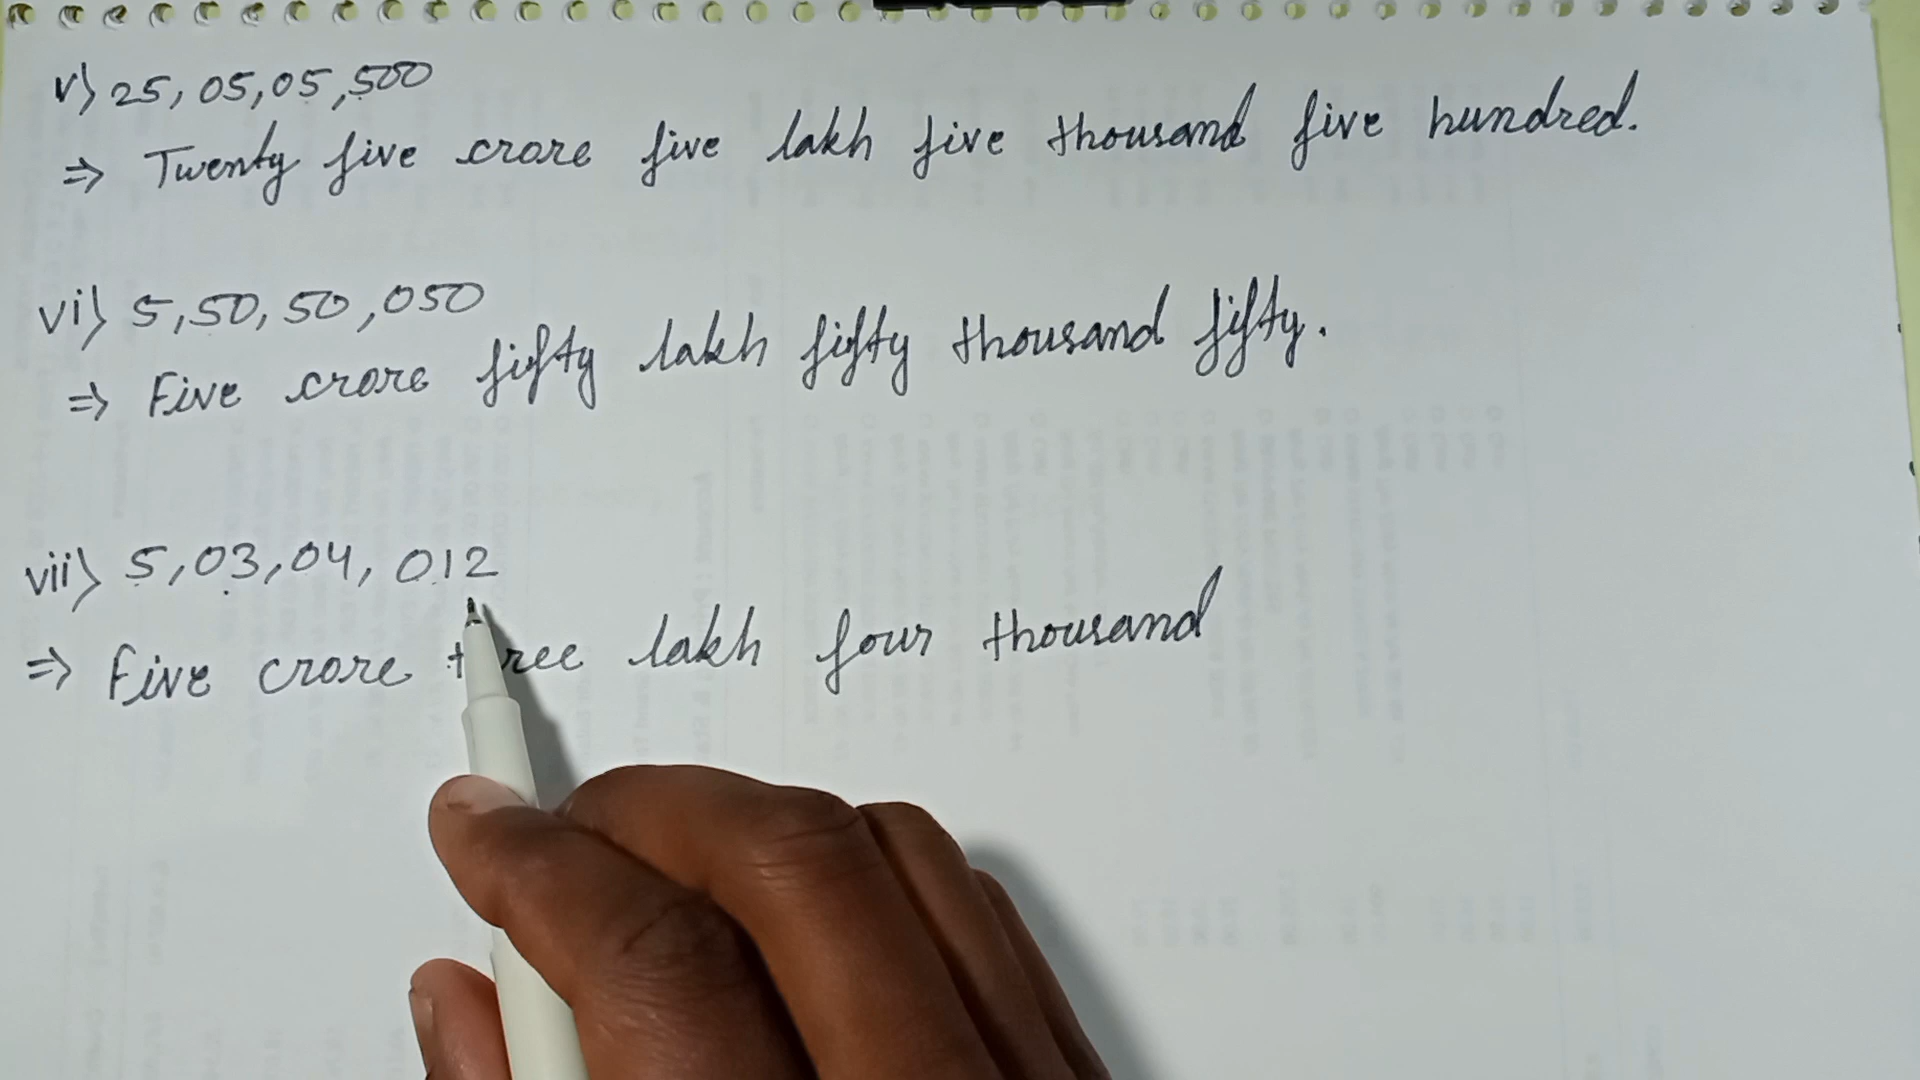 v) 25,05,05,500
⇒ Twenty five crore five lakh five thousand five hundred.
vi) 5,50,50,050
⇒ Five crore fifty lakh fifty thousand fifty.
vii) 5,03,04,012
⇒ Five crore three lakh four thousand